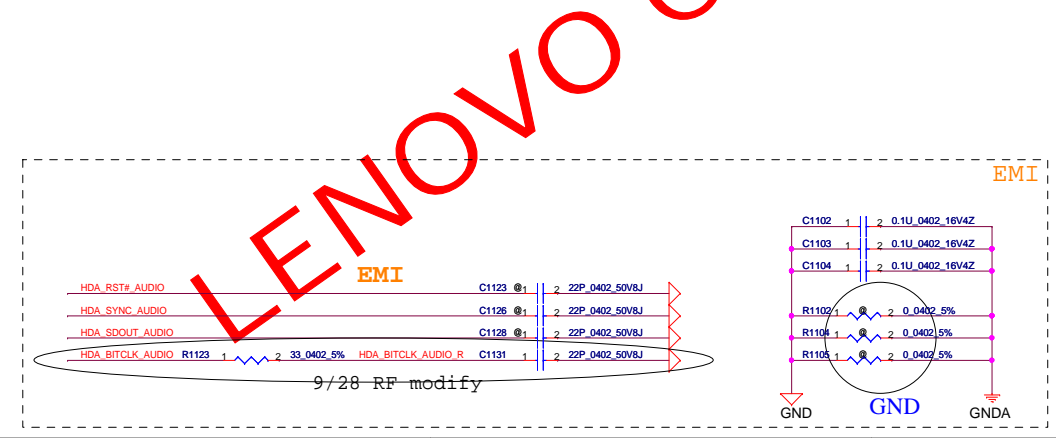 LENOVO
EMI
EMI
HDA_RST#_AUDIO C1123 @ 1 2 22P_0402_50V8J
HDA_SYNC_AUDIO C1126 @ 1 2 22P_0402_50V8J
HDA_SDOUT_AUDIO C1128 @ 1 2 22P_0402_50V8J
HDA_BITCLK_AUDIO R1123 1 2 33_0402_5% HDA_BITCLK_AUDIO_R C1131 1 2 22P_0402_50V8J
9/28 RF modify
C1102 1 2 0.1U_0402_16V4Z
C1103 1 2 0.1U_0402_16V4Z
C1104 1 2 0.1U_0402_16V4Z
R1102 1 @ 2 0_0402_5%
R1104 1 @ 2 0_0402_5%
R1105 1 @ 2 0_0402_5%
GND GND GNDA